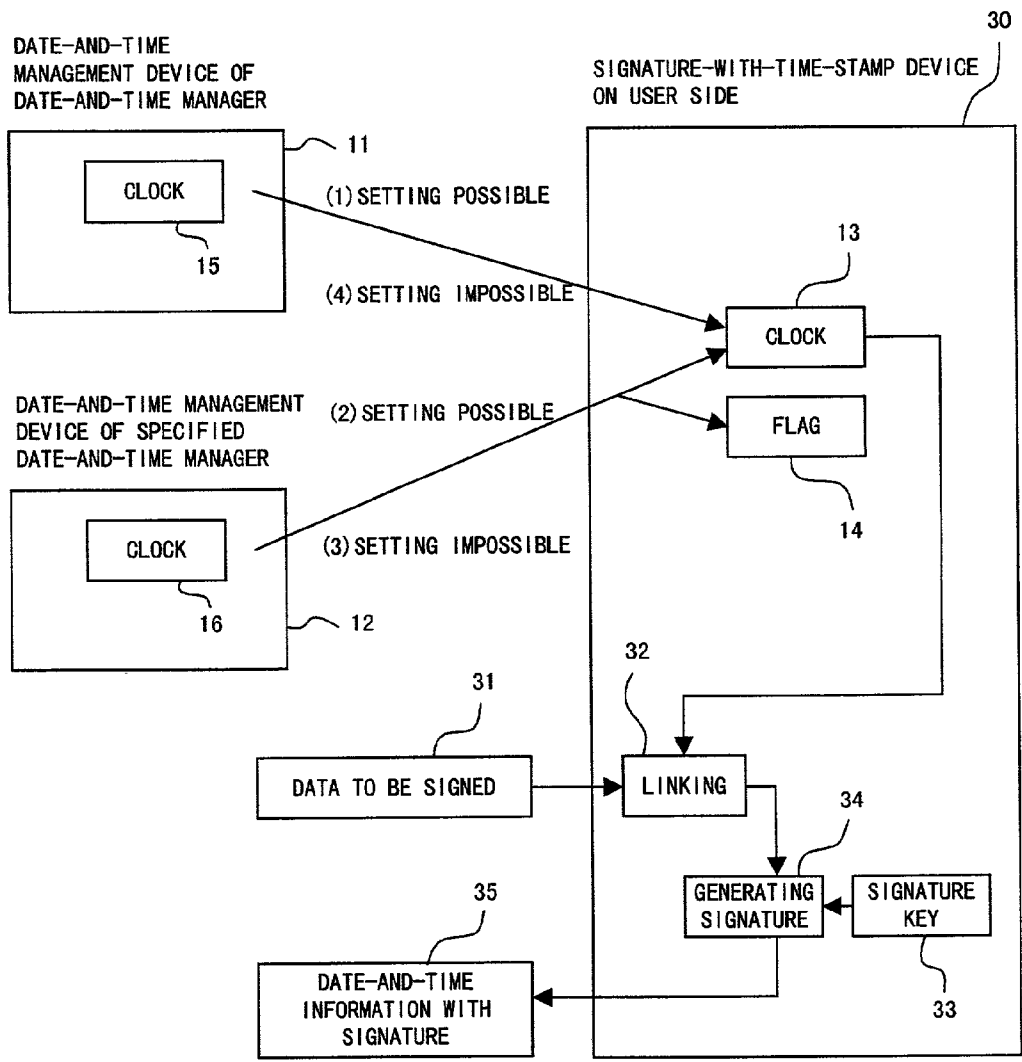 30
DATE-AND-TIME
MANAGEMENT DEVICE OF
DATE-AND-TIME MANAGER
SIGNATURE-WITH-TIME-STAMP DEVICE
ON USER SIDE
11
CLOCK
15
(1)SETTING POSSIBLE
13
(4)SETTING IMPOSSIBLE
CLOCK
DATE-AND-TIME MANAGEMENT
DEVICE OF SPECIFIED
DATE-AND-TIME MANAGER
(2)SETTING POSSIBLE
FLAG
14
CLOCK
(3)SETTING IMPOSSIBLE
16
12
31
32
DATA TO BE SIGNED
LINKING
34
GENERATING
SIGNATURE
SIGNATURE
KEY
33
35
DATE-AND-TIME
INFORMATION WITH
SIGNATURE